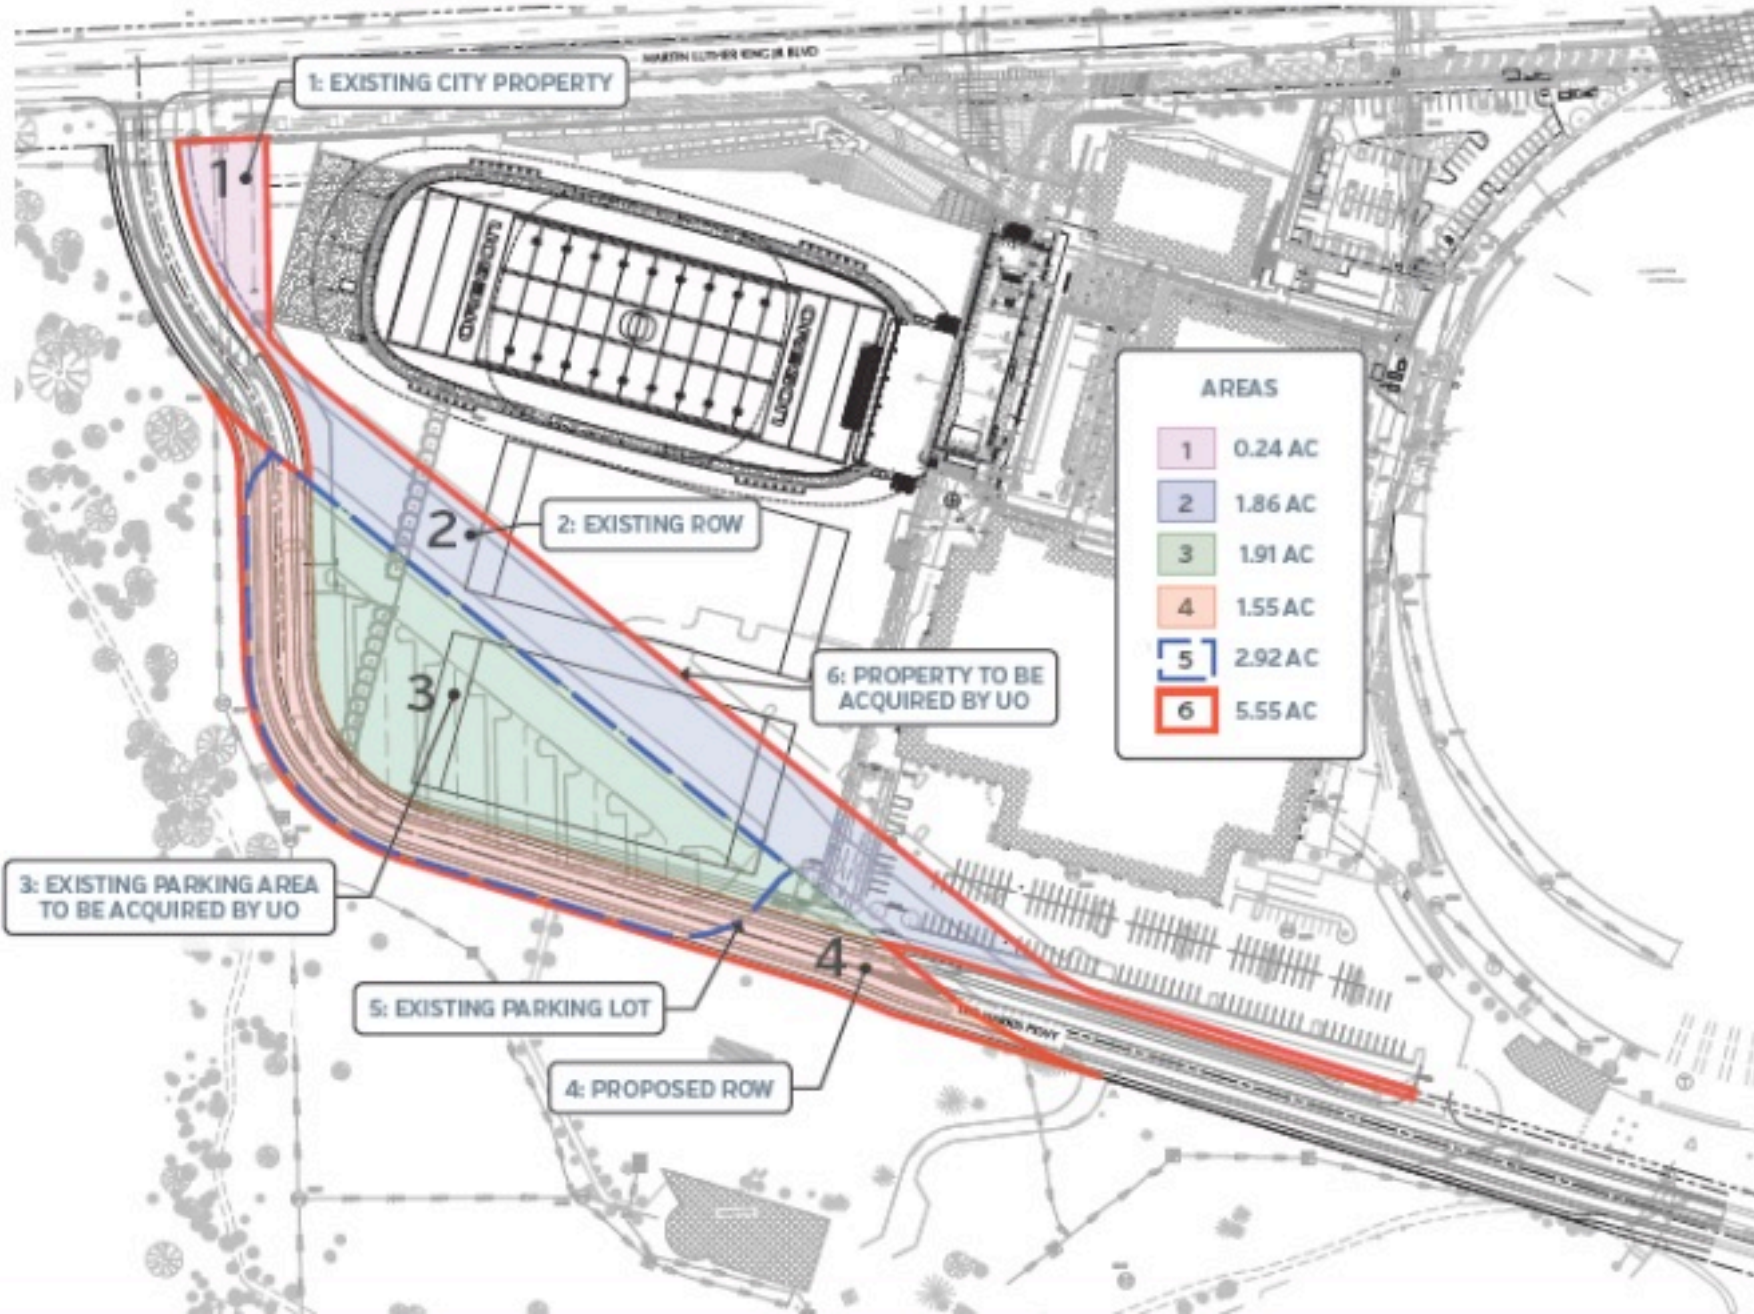 MARTIN LUTHER KING JR BLVD
1: EXISTING CITY PROPERTY
1
OREGON
2
2: EXISTING ROW
AREAS
1 0.24 AC
2 1.86 AC
3 1.91 AC
4 1.55 AC
5 2.92 AC
6 5.55 AC
6: PROPERTY TO BE
ACQUIRED BY UO
3
3: EXISTING PARKING AREA
TO BE ACQUIRED BY UO
4
5: EXISTING PARKING LOT
4: PROPOSED ROW
PKWY